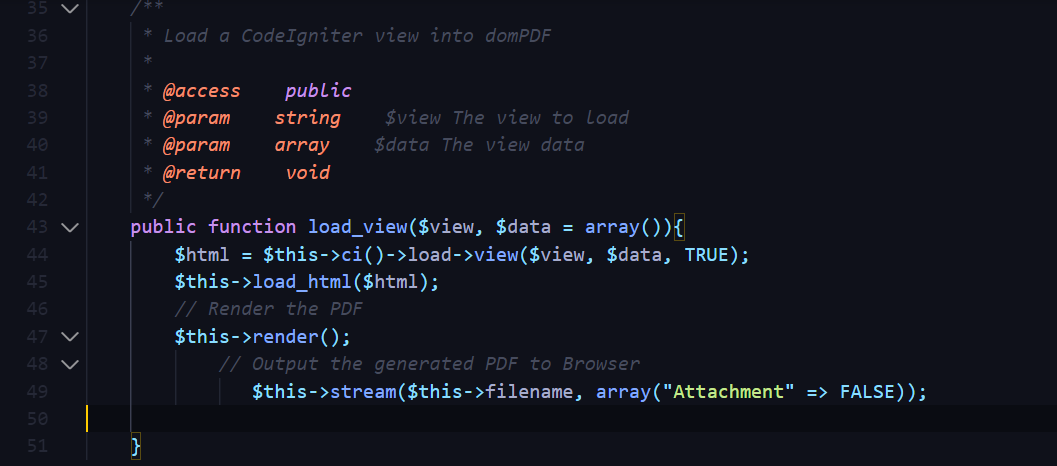 35 /**
36 * Load a CodeIgniter view into domPDF
37 *
38 * @access    public
39 * @param    string    $view The view to load
40 * @param    array    $data The view data
41 * @return    void
42 */
43 public function load_view($view, $data = array()){
44 $html = $this->ci()->load->view($view, $data, TRUE);
45 $this->load_html($html);
46 // Render the PDF
47 $this->render();
48 // Output the generated PDF to Browser
49 $this->stream($this->filename, array("Attachment" => FALSE));
50
51 }